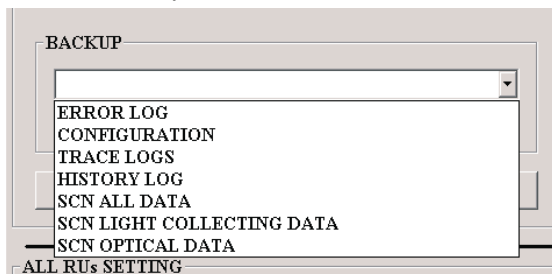 BACKUP
ERROR LOG
CONFIGURATION
TRACE LOGS
HISTORY LOG
SCN ALL DATA
SCN LIGHT COLLECTING DATA
SCN OPTICAL DATA
ALL RUs SETTING